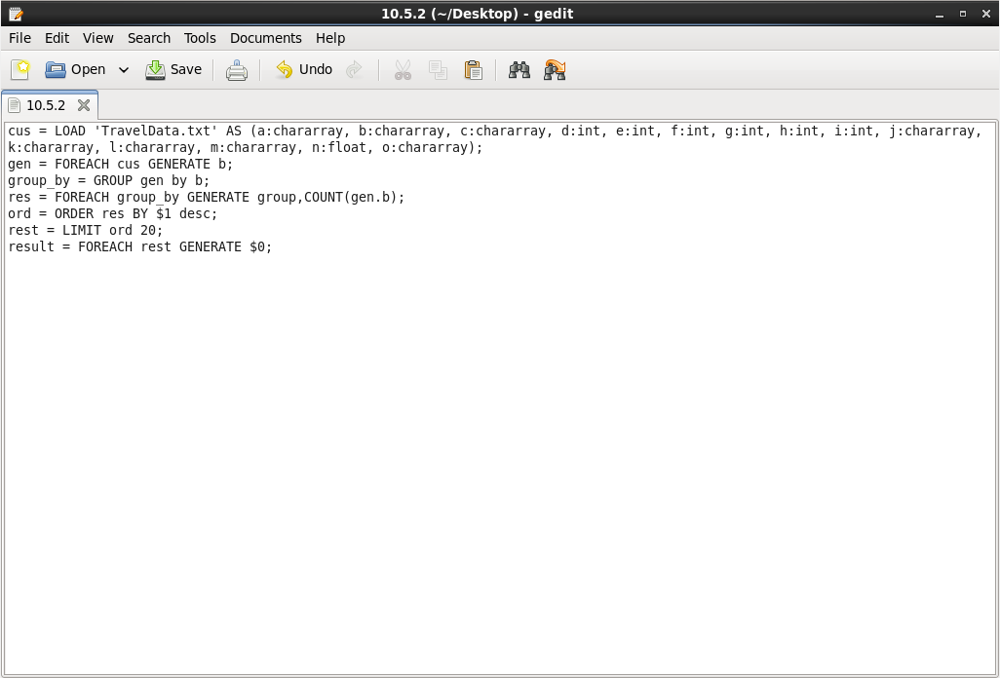 10.5.2 (~/Desktop) - gedit
File Edit View Search Tools Documents Help
Open Save Undo
10.5.2
cus = LOAD 'TravelData.txt' AS (a:chararray, b:chararray, c:chararray, d:int, e:int, f:int, g:int, h:int, i:int, j:chararray,
k:chararray, l:chararray, m:chararray, n:float, o:chararray);
gen = FOREACH cus GENERATE b;
group_by = GROUP gen by b;
res = FOREACH group_by GENERATE group,COUNT(gen.b);
ord = ORDER res BY $1 desc;
rest = LIMIT ord 20;
result = FOREACH rest GENERATE $0;